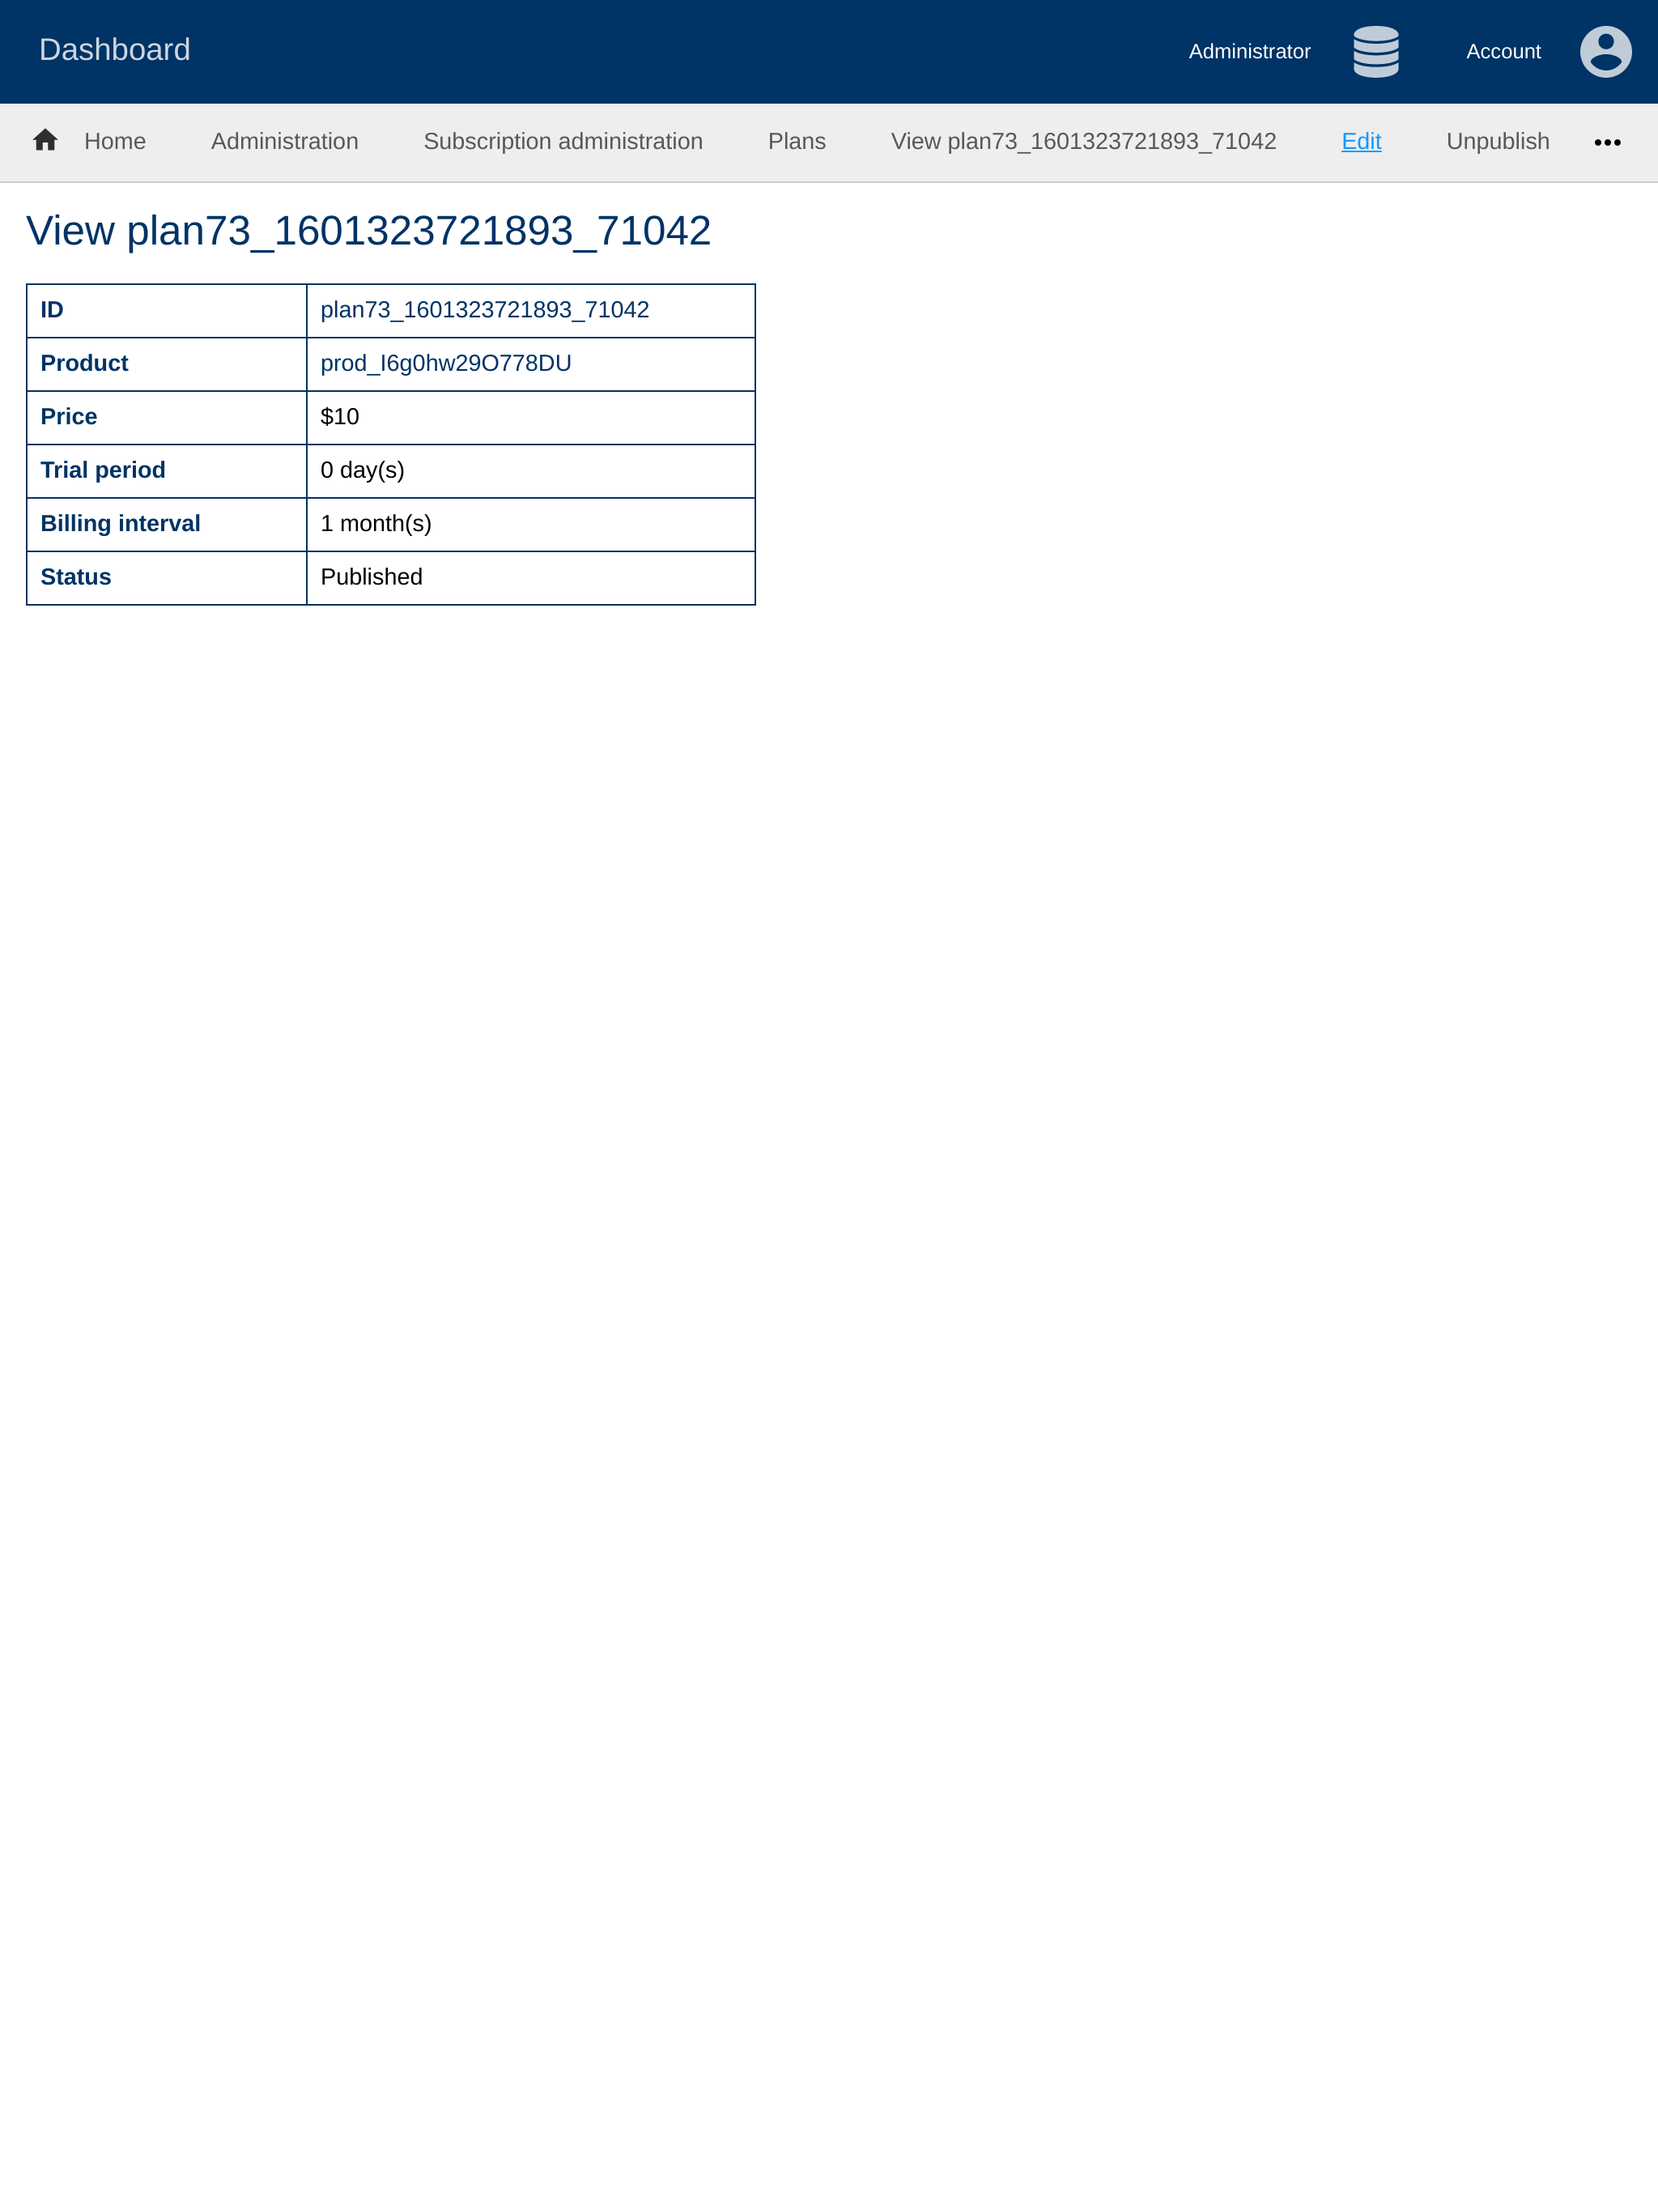 Dashboard
Administrator
Account
Home
Administration
Subscription administration
Plans
View plan73_1601323721893_71042
Edit
Unpublish
•••
View plan73_1601323721893_71042
ID plan73_1601323721893_71042
Product prod_I6g0hw29O778DU
Price $10
Trial period 0 day(s)
Billing interval 1 month(s)
Status Published